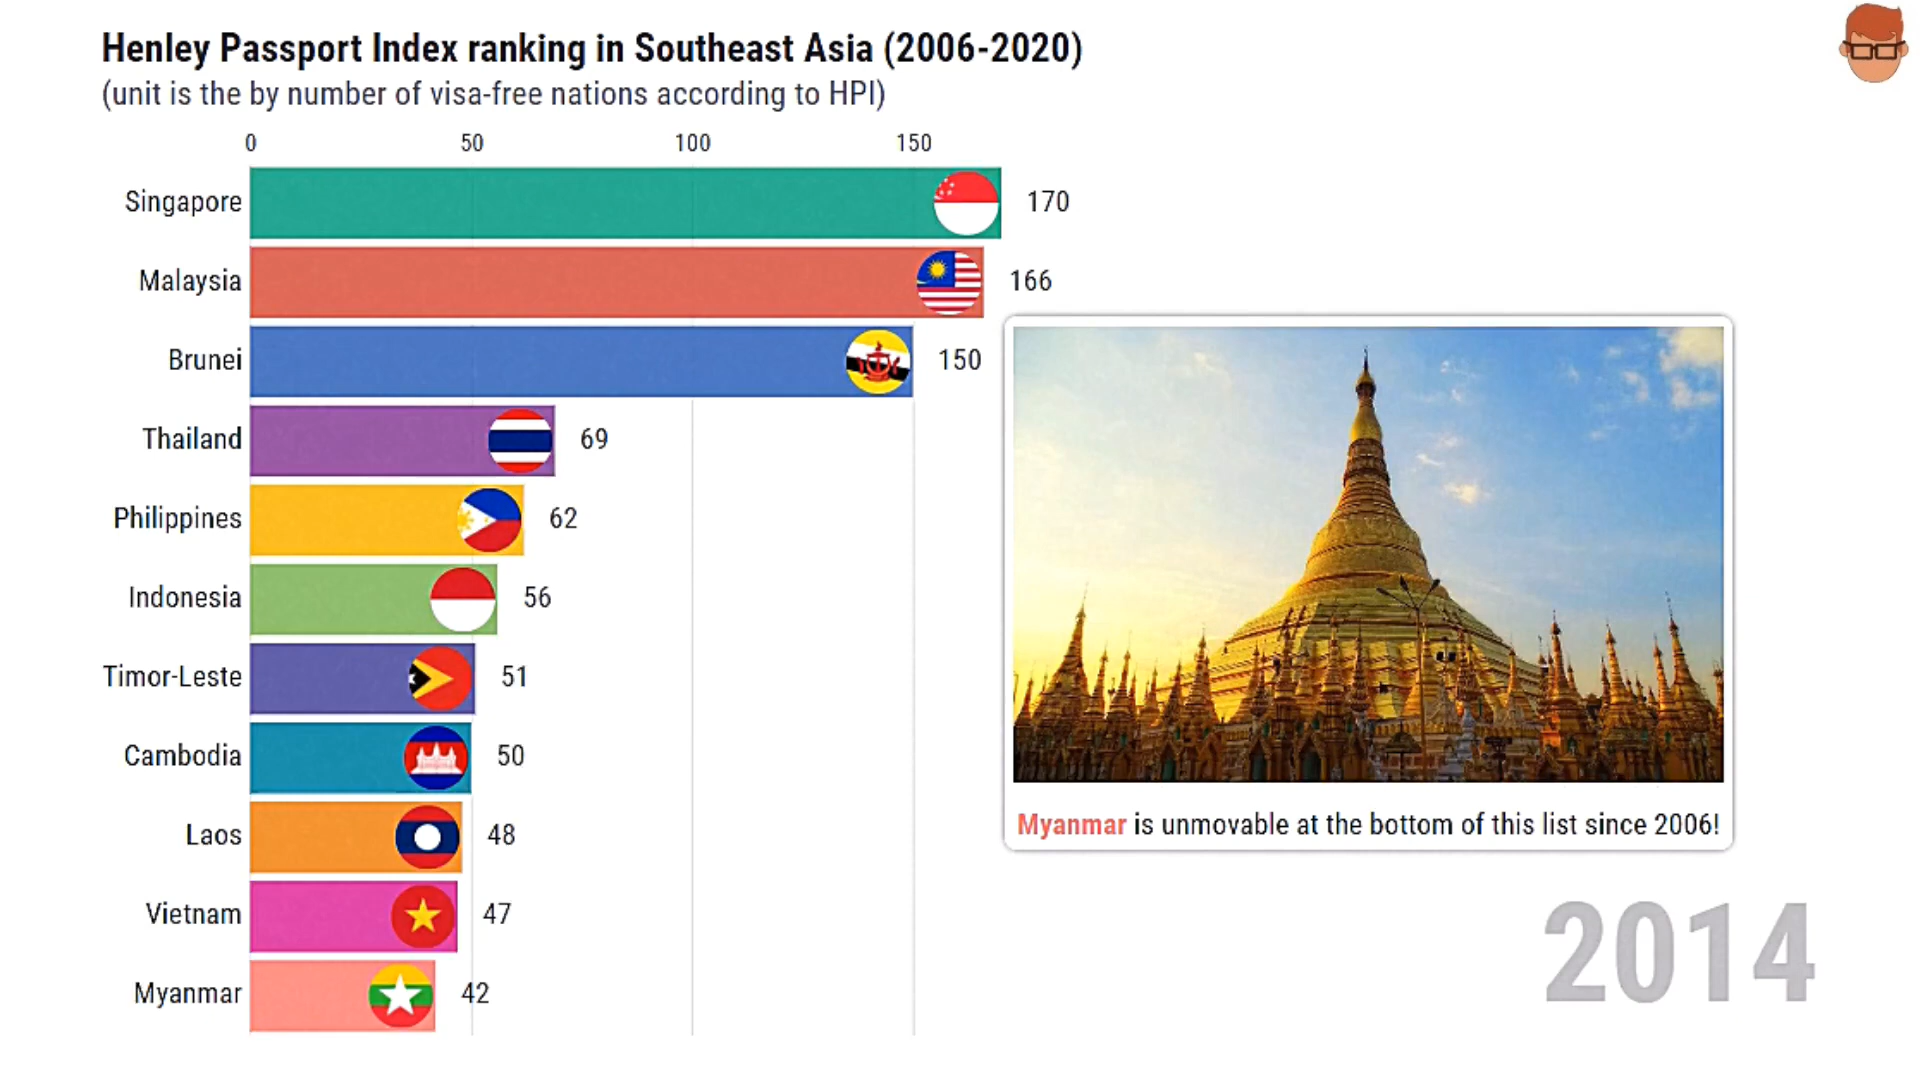 Henley Passport Index ranking in Southeast Asia (2006-2020)
(unit is the by number of visa-free nations according to HPI)
0 50 100 150
Singapore 170
Malaysia 166
Brunei 150
Thailand 69
Philippines 62
Indonesia 56
Timor-Leste 51
Cambodia 50
Laos 48
Vietnam 47
Myanmar 42
Myanmar is unmovable at the bottom of this list since 2006!
2014